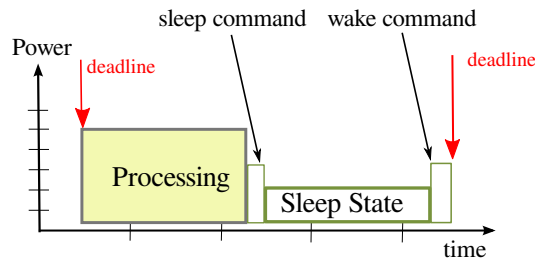 sleep command
wake command
Power
deadline
deadline
Processing
Sleep State
time